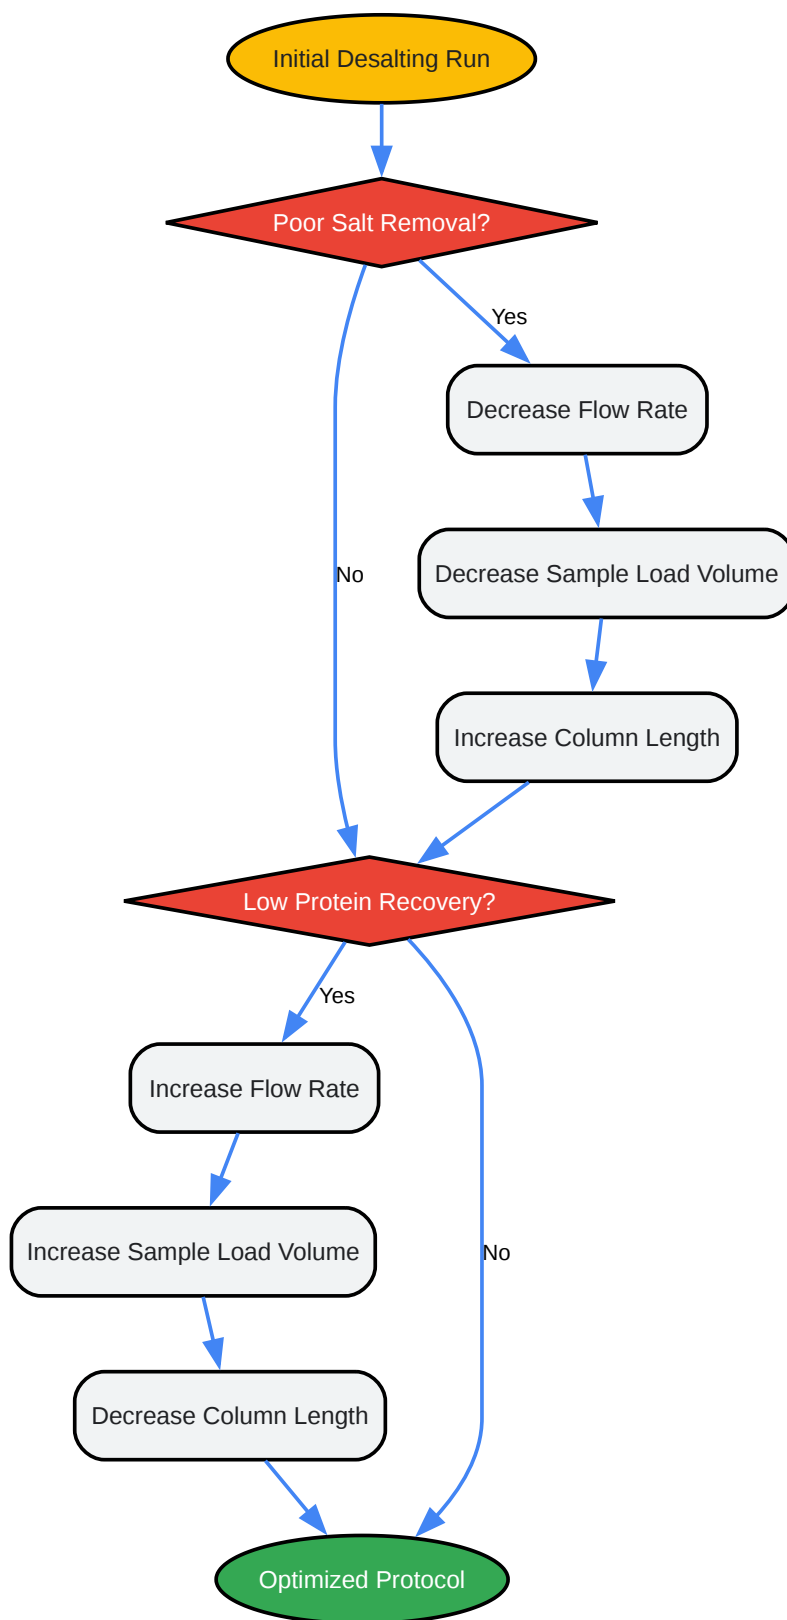 Initial Desalting Run
Poor Salt Removal?
Yes
Decrease Flow Rate
Decrease Sample Load Volume
No
Increase Column Length
Low Protein Recovery?
Yes
Increase Flow Rate
Increase Sample Load Volume
No
Decrease Column Length
Optimized Protocol